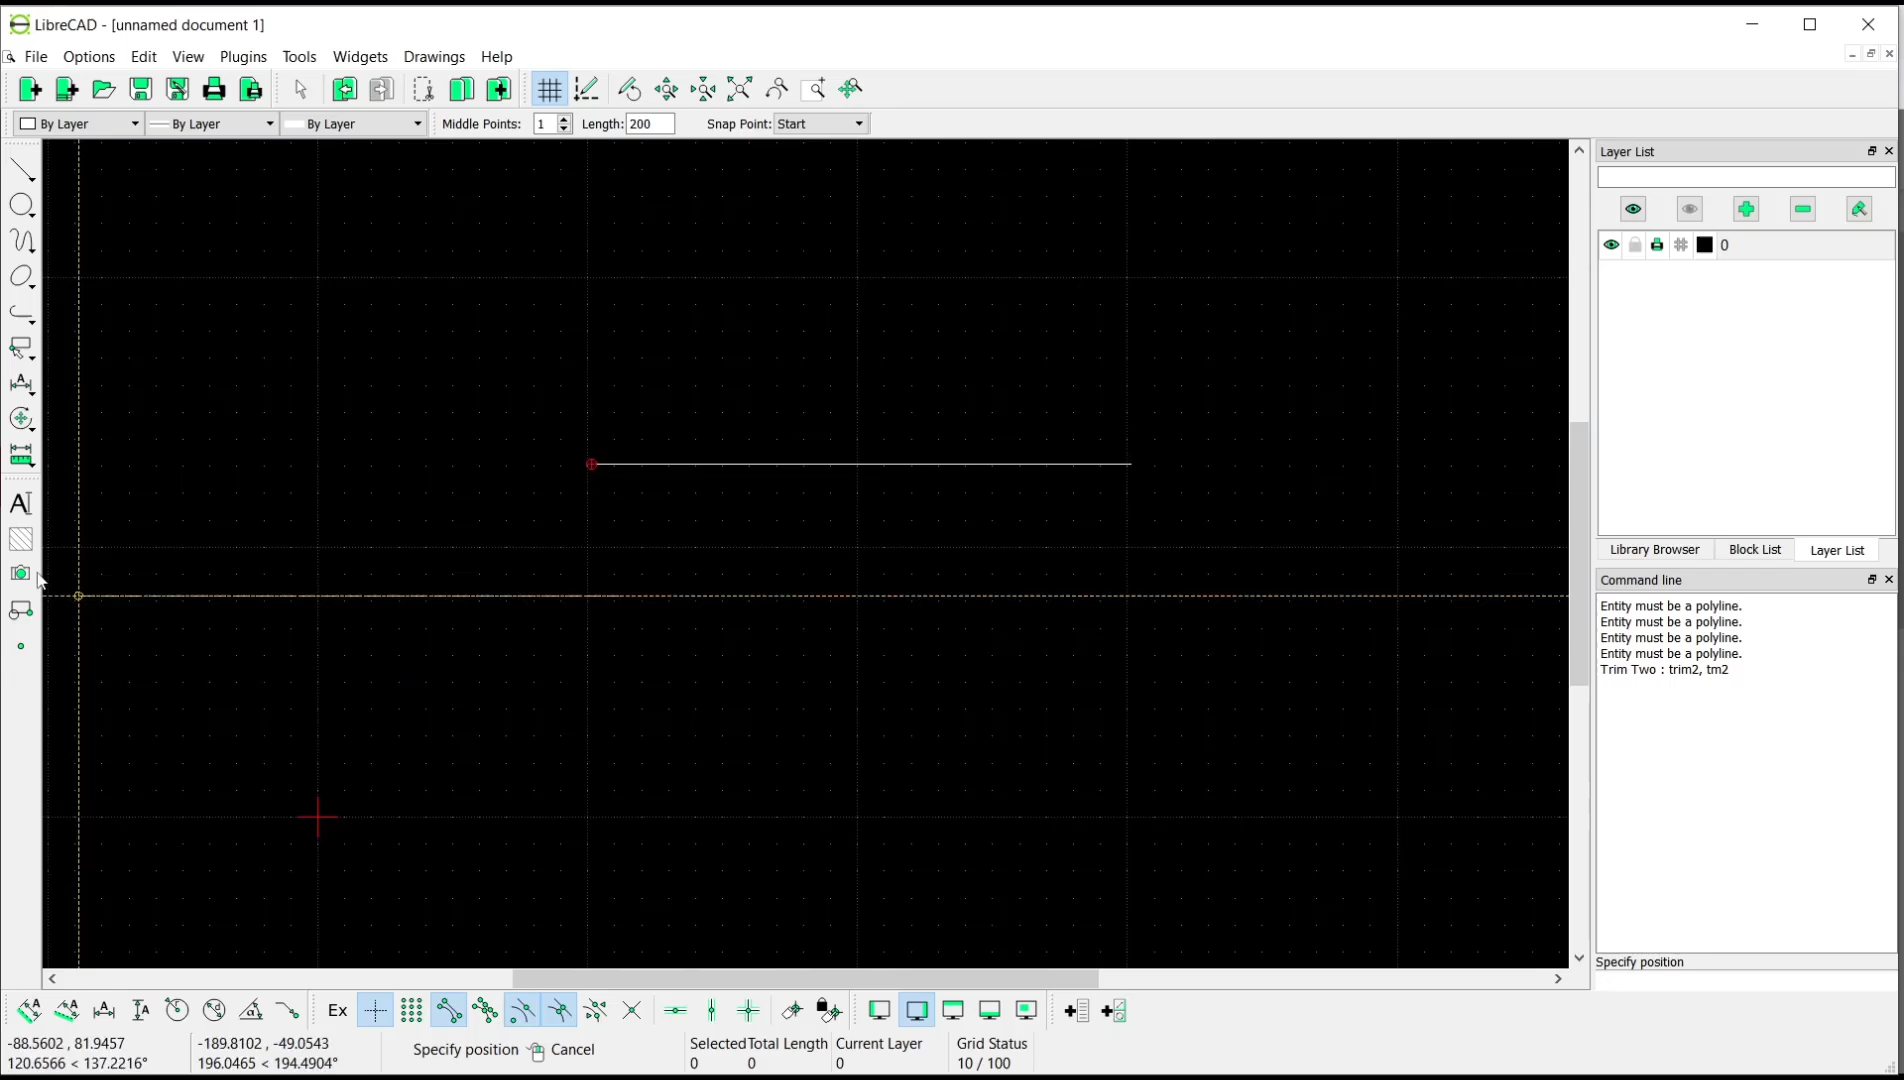 LibreCAD - [unnamed document 1]
File Options Edit View Plugins Tools Widgets Drawings Help
By Layer By Layer By Layer Middle Points: 1 Length: 200 Snap Point: Start
Layer List
0
Library Browser Block List Layer List
Command line
Entity must be a polyline.
Entity must be a polyline.
Entity must be a polyline.
Entity must be a polyline.
Trim Two : trim2, tm2
Specify position
Ex
-88.5602 , 81.9457
120.6566 < 137.2216°
-189.8102 , -49.0543
196.0465 < 194.4904°
Specify position Cancel
Selected Total Length Current Layer Grid Status
0 0 0 10 / 100